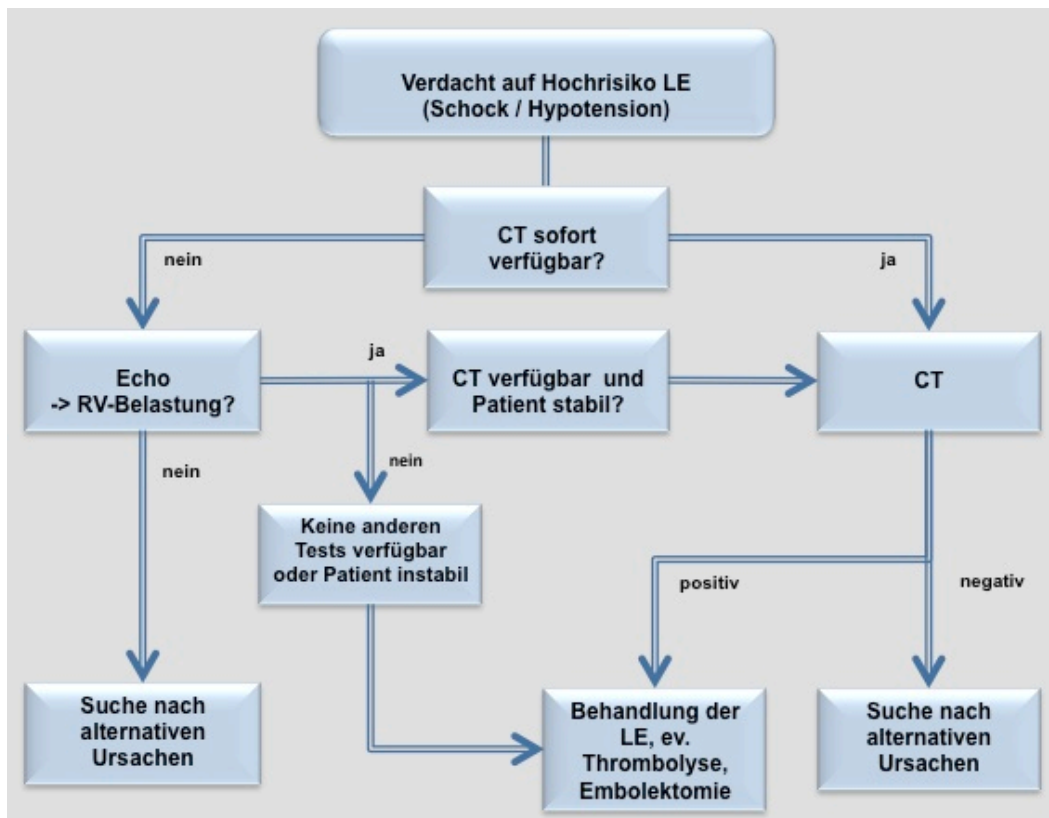 Verdacht auf Hochrisiko LE
(Schock / Hypotension)
CT sofort
verfügbar?
nein
ja
Echo
-> RV-Belastung?
ja
CT verfügbar und
Patient stabil?
CT
nein
nein
Keine anderen
Tests verfügbar
oder Patient instabil
positiv
negativ
Suche nach
alternativen
Ursachen
Behandlung der
LE, ev.
Thrombolyse,
Embolektomie
Suche nach
alternativen
Ursachen